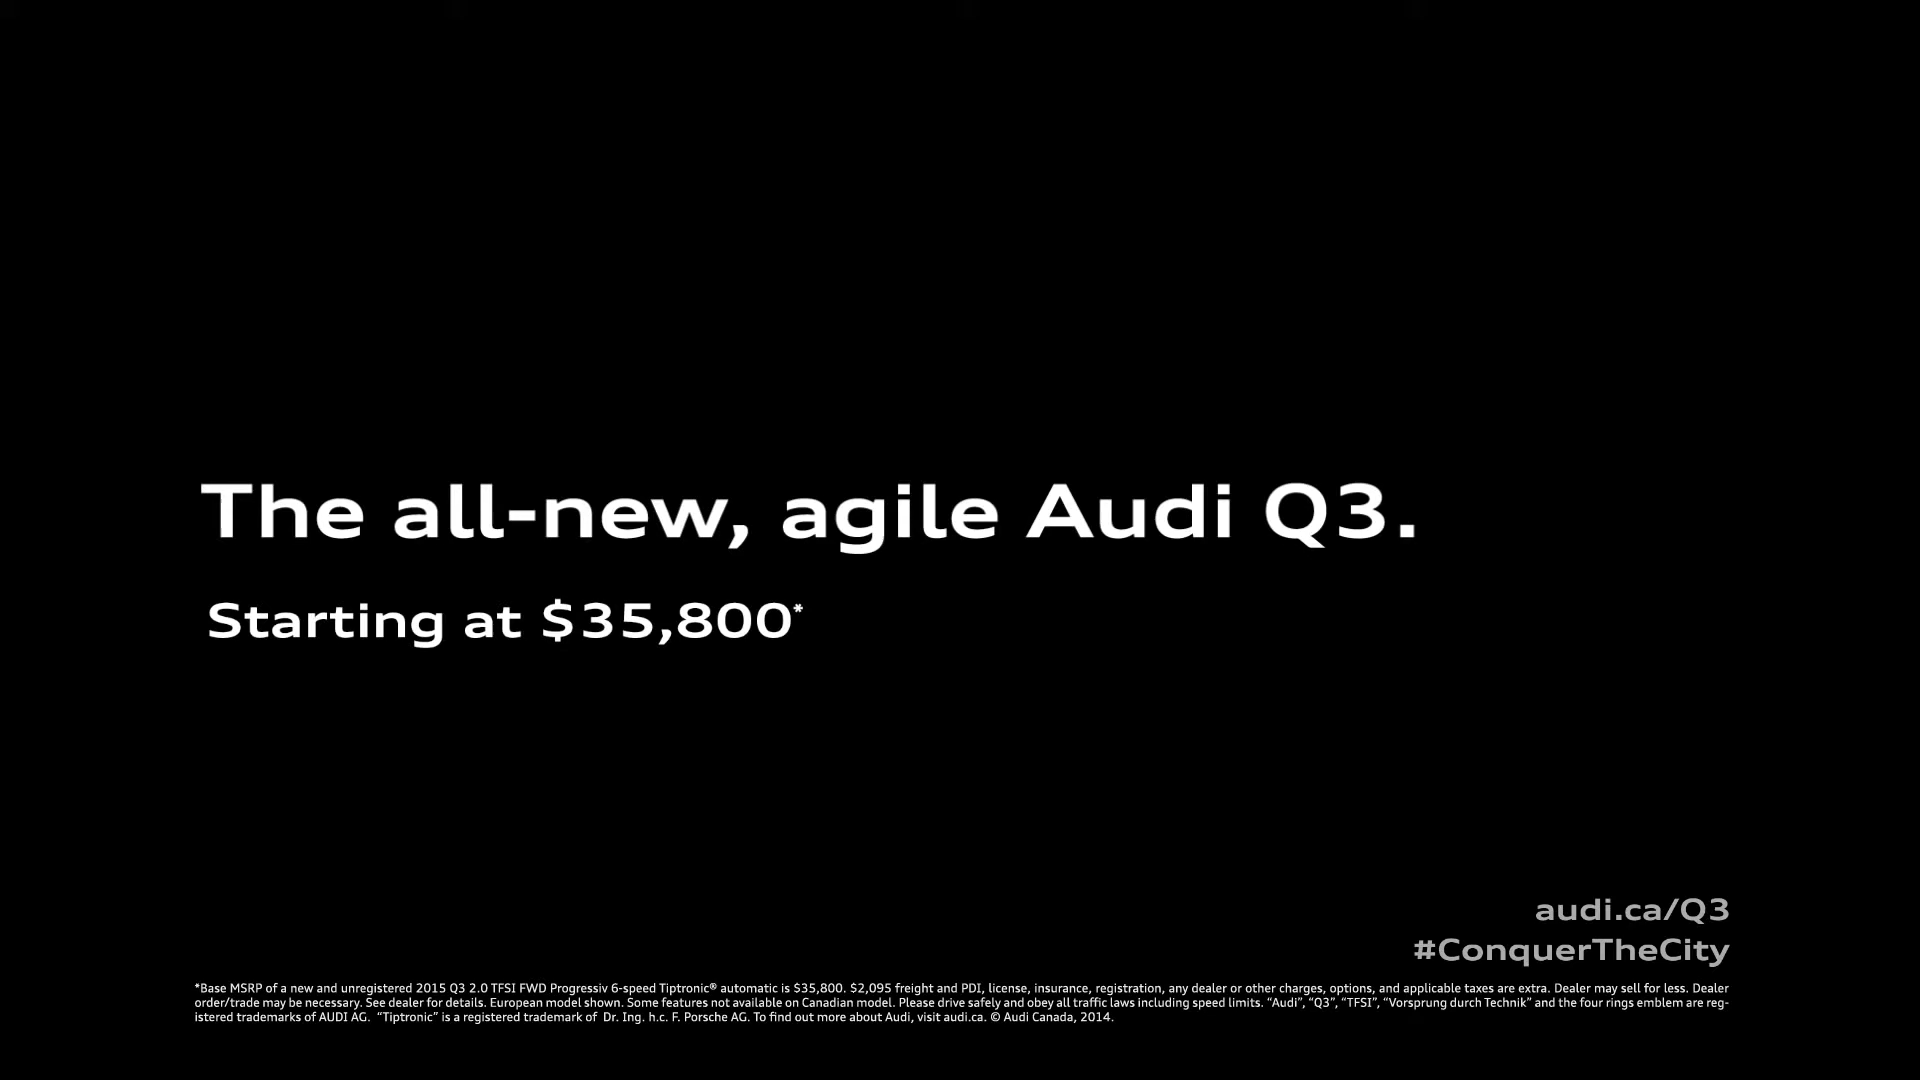 The all-new, agile Audi Q3.
Starting at $35,800*
audi.ca/Q3
#ConquerTheCity
*Base MSRP of a new and unregistered 2015 Q3 2.0 TFSI FWD Progressiv 6-speed Tiptronic® automatic is $35,800. $2,095 freight and PDI, license, insurance, registration, any dealer or other charges, options, and applicable taxes are extra. Dealer may sell for less. Dealer
order/trade may be necessary. See dealer for details. European model shown. Some features not available on Canadian model. Please drive safely and obey all traffic laws including speed limits. “Audi”, “Q3”, “TFSI”, “Vorsprung durch Technik” and the four rings emblem are reg-
istered trademarks of AUDI AG. “Tiptronic” is a registered trademark of Dr. Ing. h.c. F. Porsche AG. To find out more about Audi, visit audi.ca. © Audi Canada, 2014.